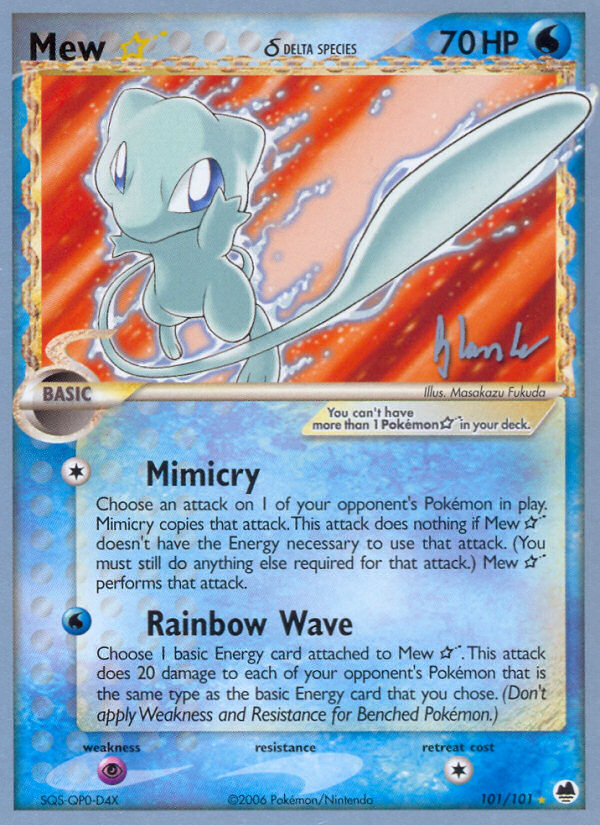 Mew ☆ δ DELTA SPECIES 70 HP
BASIC
Illus. Masakazu Fukuda
You can't have
more than 1 Pokémon☆ in your deck.
Mimicry
Choose an attack on 1 of your opponent's Pokémon in play.
Mimicry copies that attack. This attack does nothing if Mew ☆
doesn't have the Energy necessary to use that attack. (You
must still do anything else required for that attack.) Mew ☆
performs that attack.
Rainbow Wave
Choose 1 basic Energy card attached to Mew ☆. This attack
does 20 damage to each of your opponent's Pokémon that is
the same type as the basic Energy card that you chose. (Don't
apply Weakness and Resistance for Benched Pokémon.)
weakness resistance retreat cost
SQS-QP0-D4X ©2006 Pokémon/Nintendo 101/101 ★